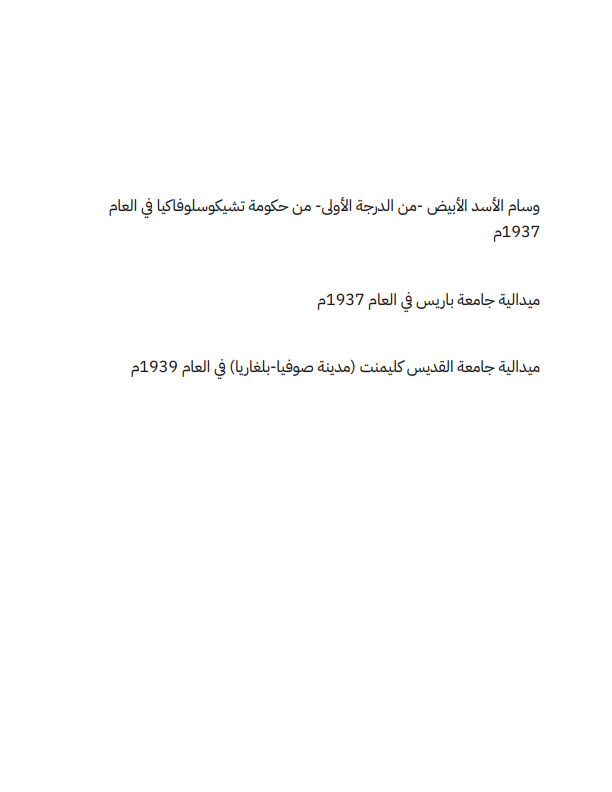 وسام الأسد الأبيض -من الدرجة الأولى- من حكومة تشيكوسلوفاكيا في العام
1937م
ميدالية جامعة باريس في العام 1937م
ميدالية جامعة القديس كليمنت (مدينة صوفيا-بلغاريا) في العام 1939م